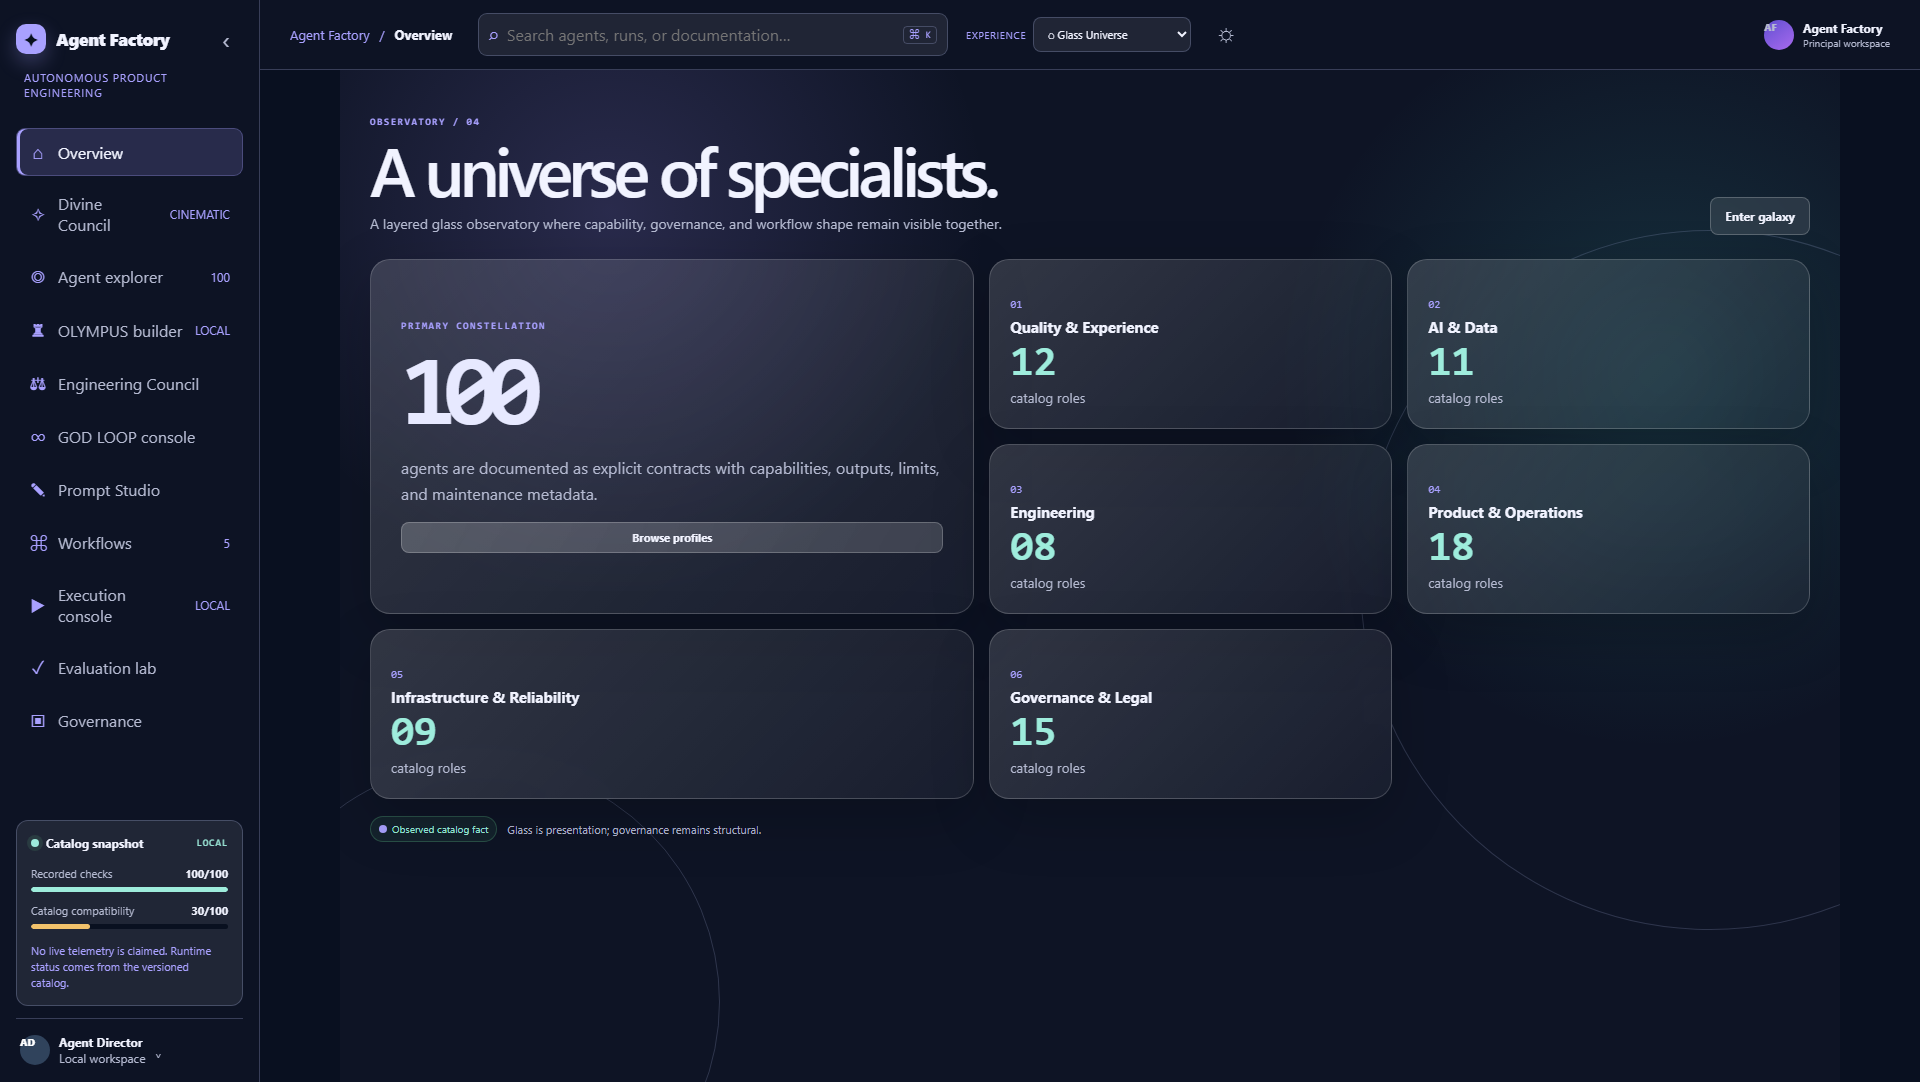 Agent Factory
AUTONOMOUS PRODUCT
ENGINEERING
Overview
Divine
Council
CINEMATIC
Agent explorer
100
OLYMPUS builder
LOCAL
Engineering Council
GOD LOOP console
Prompt Studio
Workflows
5
Execution
console
LOCAL
Evaluation lab
Governance
Catalog snapshot
LOCAL
Recorded checks
100/100
Catalog compatibility
30/100
No live telemetry is claimed. Runtime
status comes from the versioned
catalog.
AD
Agent Director
Local workspace
Agent Factory / Overview
Search agents, runs, or documentation...
⌘ K
EXPERIENCE
Glass Universe
AF
Agent Factory
Principal workspace
OBSERVATORY / 04
A universe of specialists.
A layered glass observatory where capability, governance, and workflow shape remain visible together.
Enter galaxy
PRIMARY CONSTELLATION
100
agents are documented as explicit contracts with capabilities, outputs, limits,
and maintenance metadata.
Browse profiles
01
Quality & Experience
12
catalog roles
02
AI & Data
11
catalog roles
03
Engineering
08
catalog roles
04
Product & Operations
18
catalog roles
05
Infrastructure & Reliability
09
catalog roles
06
Governance & Legal
15
catalog roles
Observed catalog fact
Glass is presentation; governance remains structural.